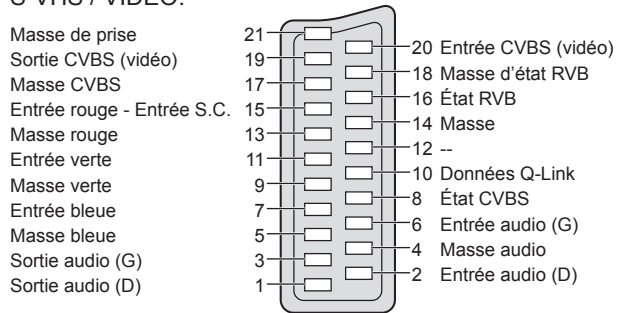 S-VHS / VIDEO.
Masse de prise 21
Sortie CVBS (vidéo) 19
Masse CVBS 17
Entrée rouge - Entrée S.C. 15
Masse rouge 13
Entrée verte 11
Masse verte 9
Entrée bleue 7
Masse bleue 5
Sortie audio (G) 3
Sortie audio (D) 1
20 Entrée CVBS (vidéo)
18 Masse d’état RVB
16 État RVB
14 Masse
12 --
10 Données Q-Link
8 État CVBS
6 Entrée audio (G)
4 Masse audio
2 Entrée audio (D)